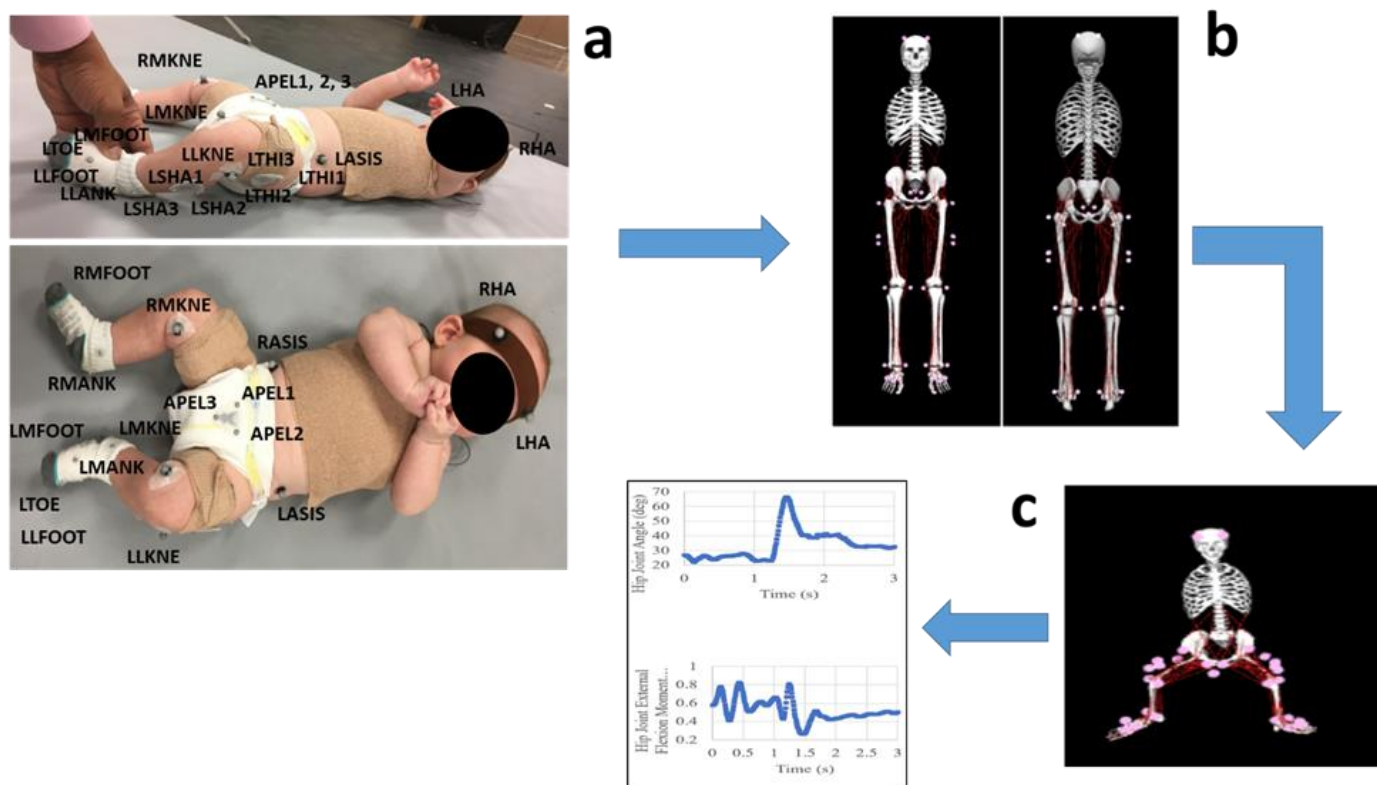 a
RMKNE
APEL1, 2, 3
LHA
LMKNE
LMFOOT
LTOE
RHA
LLKNE
LTHI3
LASIS
LLFOOT
LSHA1
LTHI1
LLANK
LTHI2
LSHA3
LSHA2
RMFOOT
RMKNE
RHA
RASIS
RMANK
APEL1
APEL3
LMFOOT
LMKNE
APEL2
LHA
LMANK
LTOE
LASIS
LLFOOT
LLKNE
b
c
Hip Joint Angle (deg)
70
60
50
40
30
20
0
1
2
3
Time (s)
Hip Joint External
Flexion Moment...
1
0.8
0.6
0.4
0.2
0 0.5 1 1.5 2 2.5 3
Time (s)